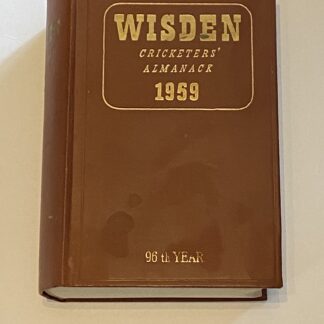 WISDEN
CRICKETERS'
ALMANACK
1959
96 th YEAR